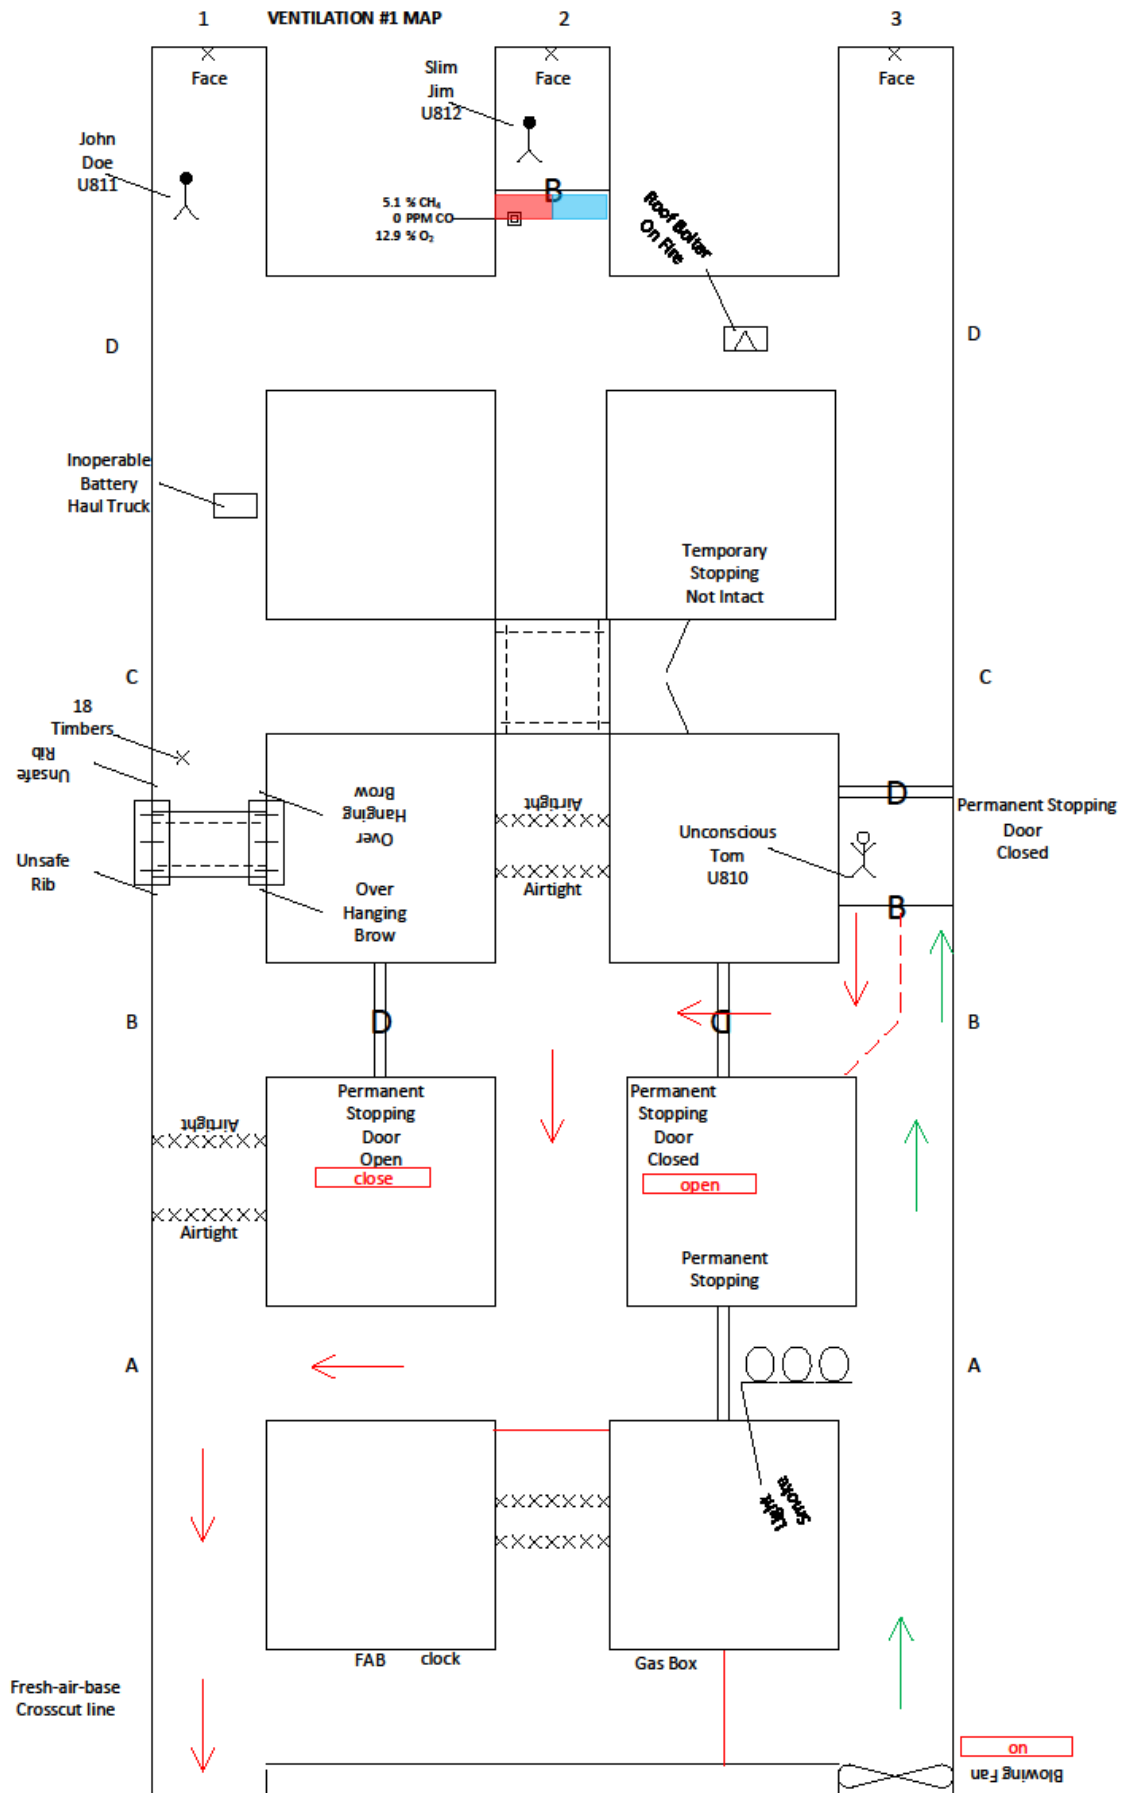 1
VENTILATION #1 MAP
2
3
Face
Face
Face
Slim
Jim
U812
John
Doe
U811
B
5.1 % CH₄
0 PPM CO
12.9 % O₂
Roof Bolter
On Fire
D
D
Inoperable
Battery
Haul Truck
Temporary
Stopping
Not Intact
C
C
18
Timbers
Unsafe
Rib
Over
Hanging
Brow
Airtight
D
Permanent Stopping
Door
Closed
Unconscious
Tom
U810
Unsafe
Rib
Over
Hanging
Brow
Airtight
B
B
D
D
B
Permanent
Stopping
Door
Open
close
Permanent
Stopping
Door
Closed
open
Airtight
Airtight
Permanent
Stopping
A
A
Light
Smoke
FAB clock
Gas Box
Fresh-air-base
Crosscut line
on
Blowing Fan